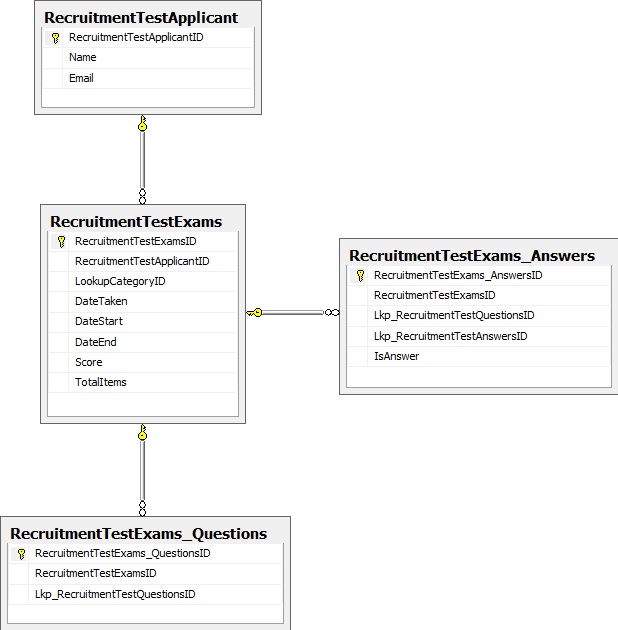 RecruitmentTestApplicant
RecruitmentTestApplicantID
Name
Email
RecruitmentTestExams
RecruitmentTestExamsID
RecruitmentTestApplicantID
LookupCategoryID
DateTaken
DateStart
DateEnd
Score
TotalItems
RecruitmentTestExams_Answers
RecruitmentTestExams_AnswersID
RecruitmentTestExamsID
Lkp_RecruitmentTestQuestionsID
Lkp_RecruitmentTestAnswersID
IsAnswer
RecruitmentTestExams_Questions
RecruitmentTestExams_QuestionsID
RecruitmentTestExamsID
Lkp_RecruitmentTestQuestionsID